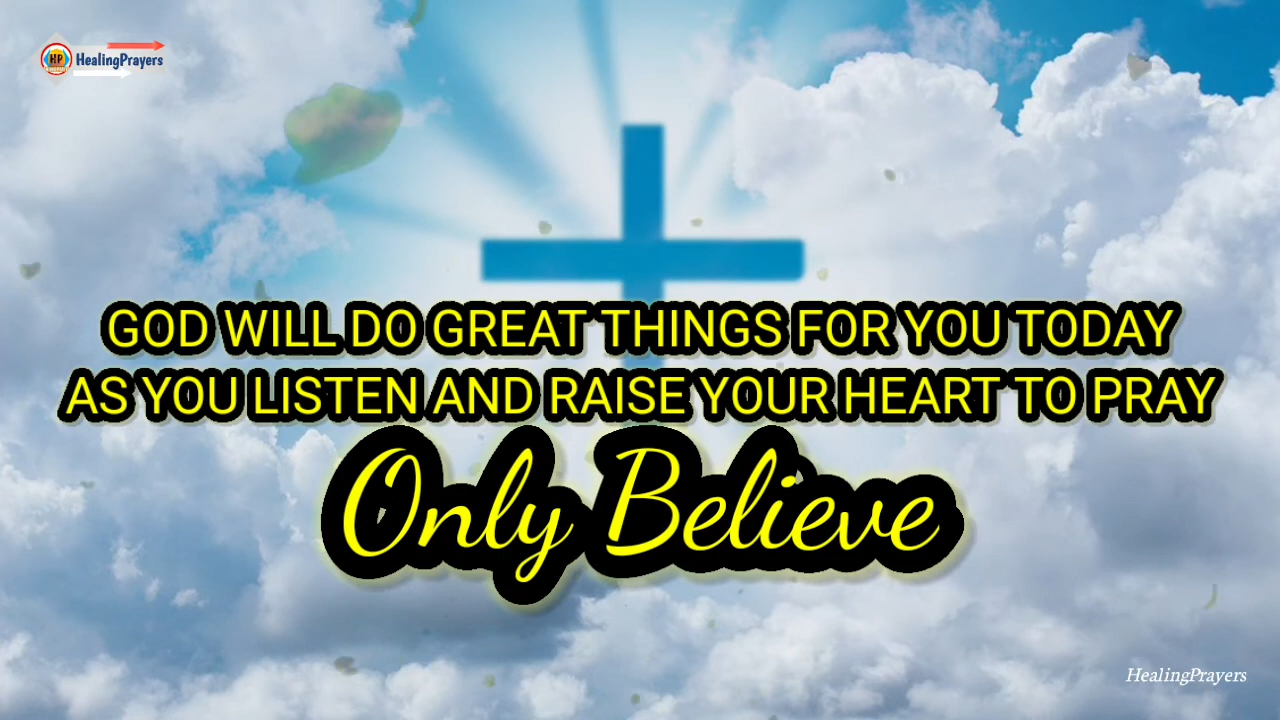 HP
HealingPrayers
GOD WILL DO GREAT THINGS FOR YOU TODAY
AS YOU LISTEN AND RAISE YOUR HEART TO PRAY
Only Believe
HealingPrayers